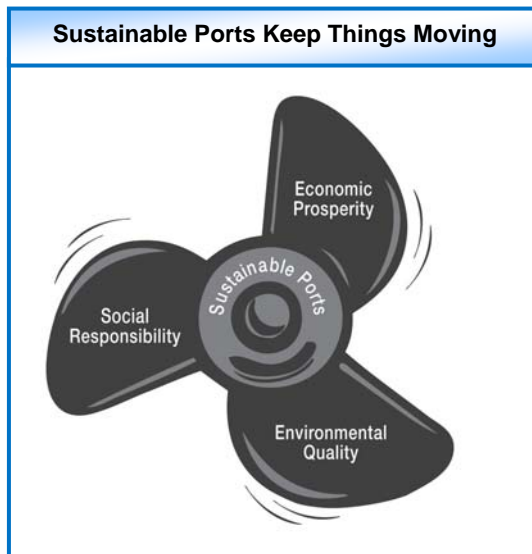 Sustainable Ports Keep Things Moving
Economic
Prosperity
Sustainable Ports
Social
Responsibility
Environmental
Quality